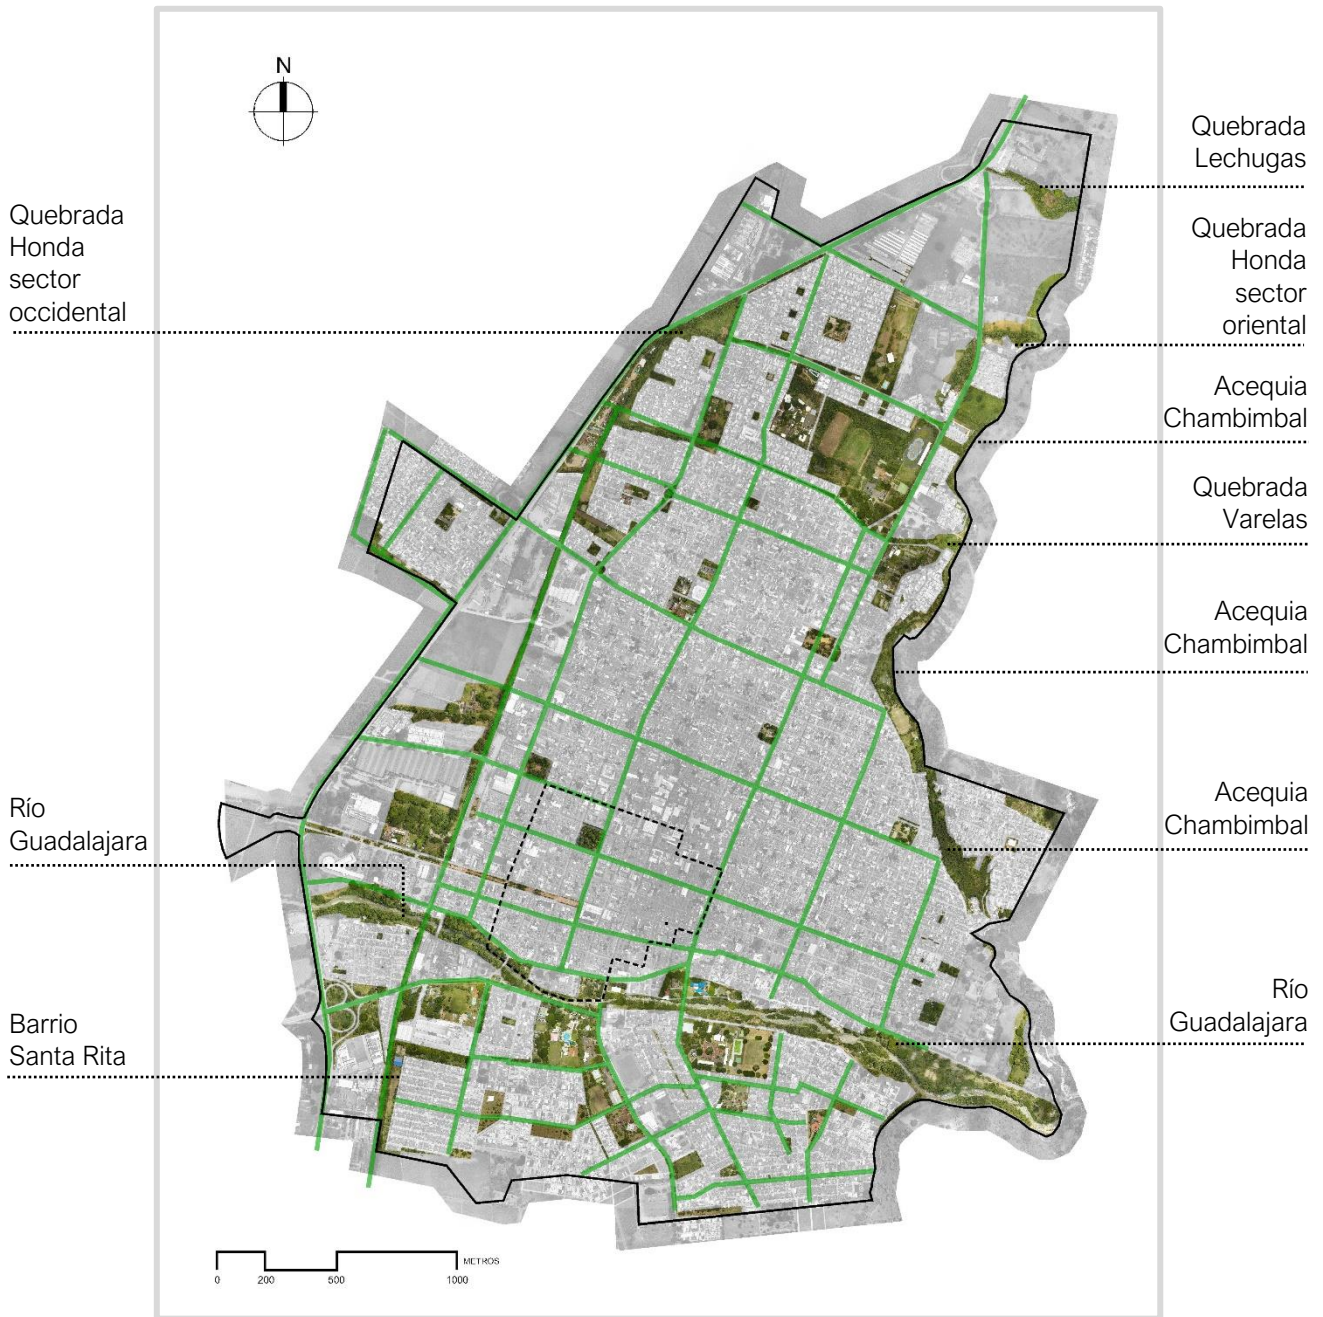 N
Quebrada
Lechugas
Quebrada
Honda
sector
occidental
Quebrada
Honda
sector
oriental
Acequia
Chambimbal
Quebrada
Varelas
Acequia
Chambimbal
Río
Guadalajara
Acequia
Chambimbal
Barrio
Santa Rita
Río
Guadalajara
METROS
0 200 500 1000